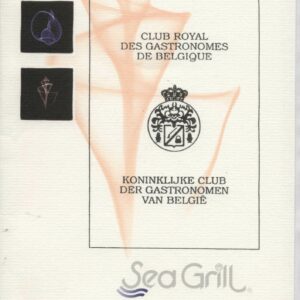 CLUB ROYAL
DES GASTRONOMES
DE BELGIQUE
KONINKLIJKE CLUB
DER GASTRONOMEN
VAN BELGIË
Sea Grill